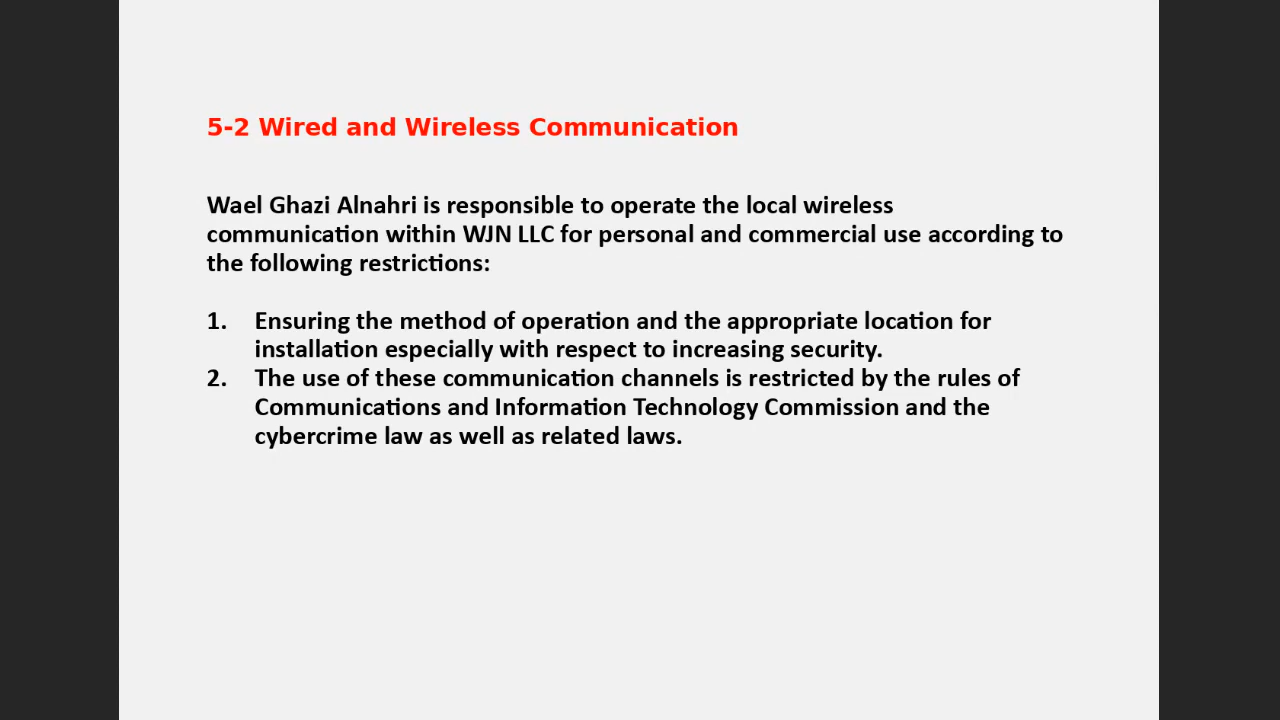 5-2 Wired and Wireless Communication
Wael Ghazi Alnahri is responsible to operate the local wireless
communication within WJN LLC for personal and commercial use according to
the following restrictions:
1. Ensuring the method of operation and the appropriate location for
installation especially with respect to increasing security.
2. The use of these communication channels is restricted by the rules of
Communications and Information Technology Commission and the
cybercrime law as well as related laws.